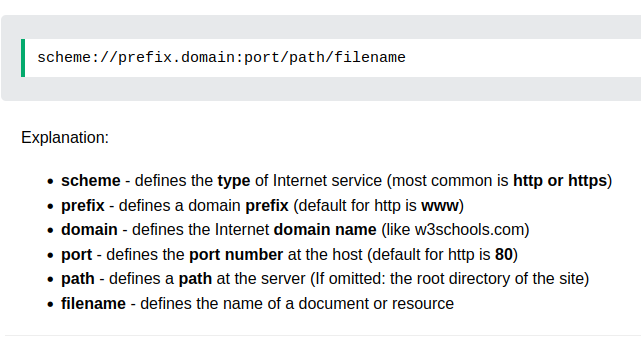 scheme://prefix.domain:port/path/filename
Explanation:
• scheme - defines the type of Internet service (most common is http or https)
• prefix - defines a domain prefix (default for http is www)
• domain - defines the Internet domain name (like w3schools.com)
• port - defines the port number at the host (default for http is 80)
• path - defines a path at the server (If omitted: the root directory of the site)
• filename - defines the name of a document or resource